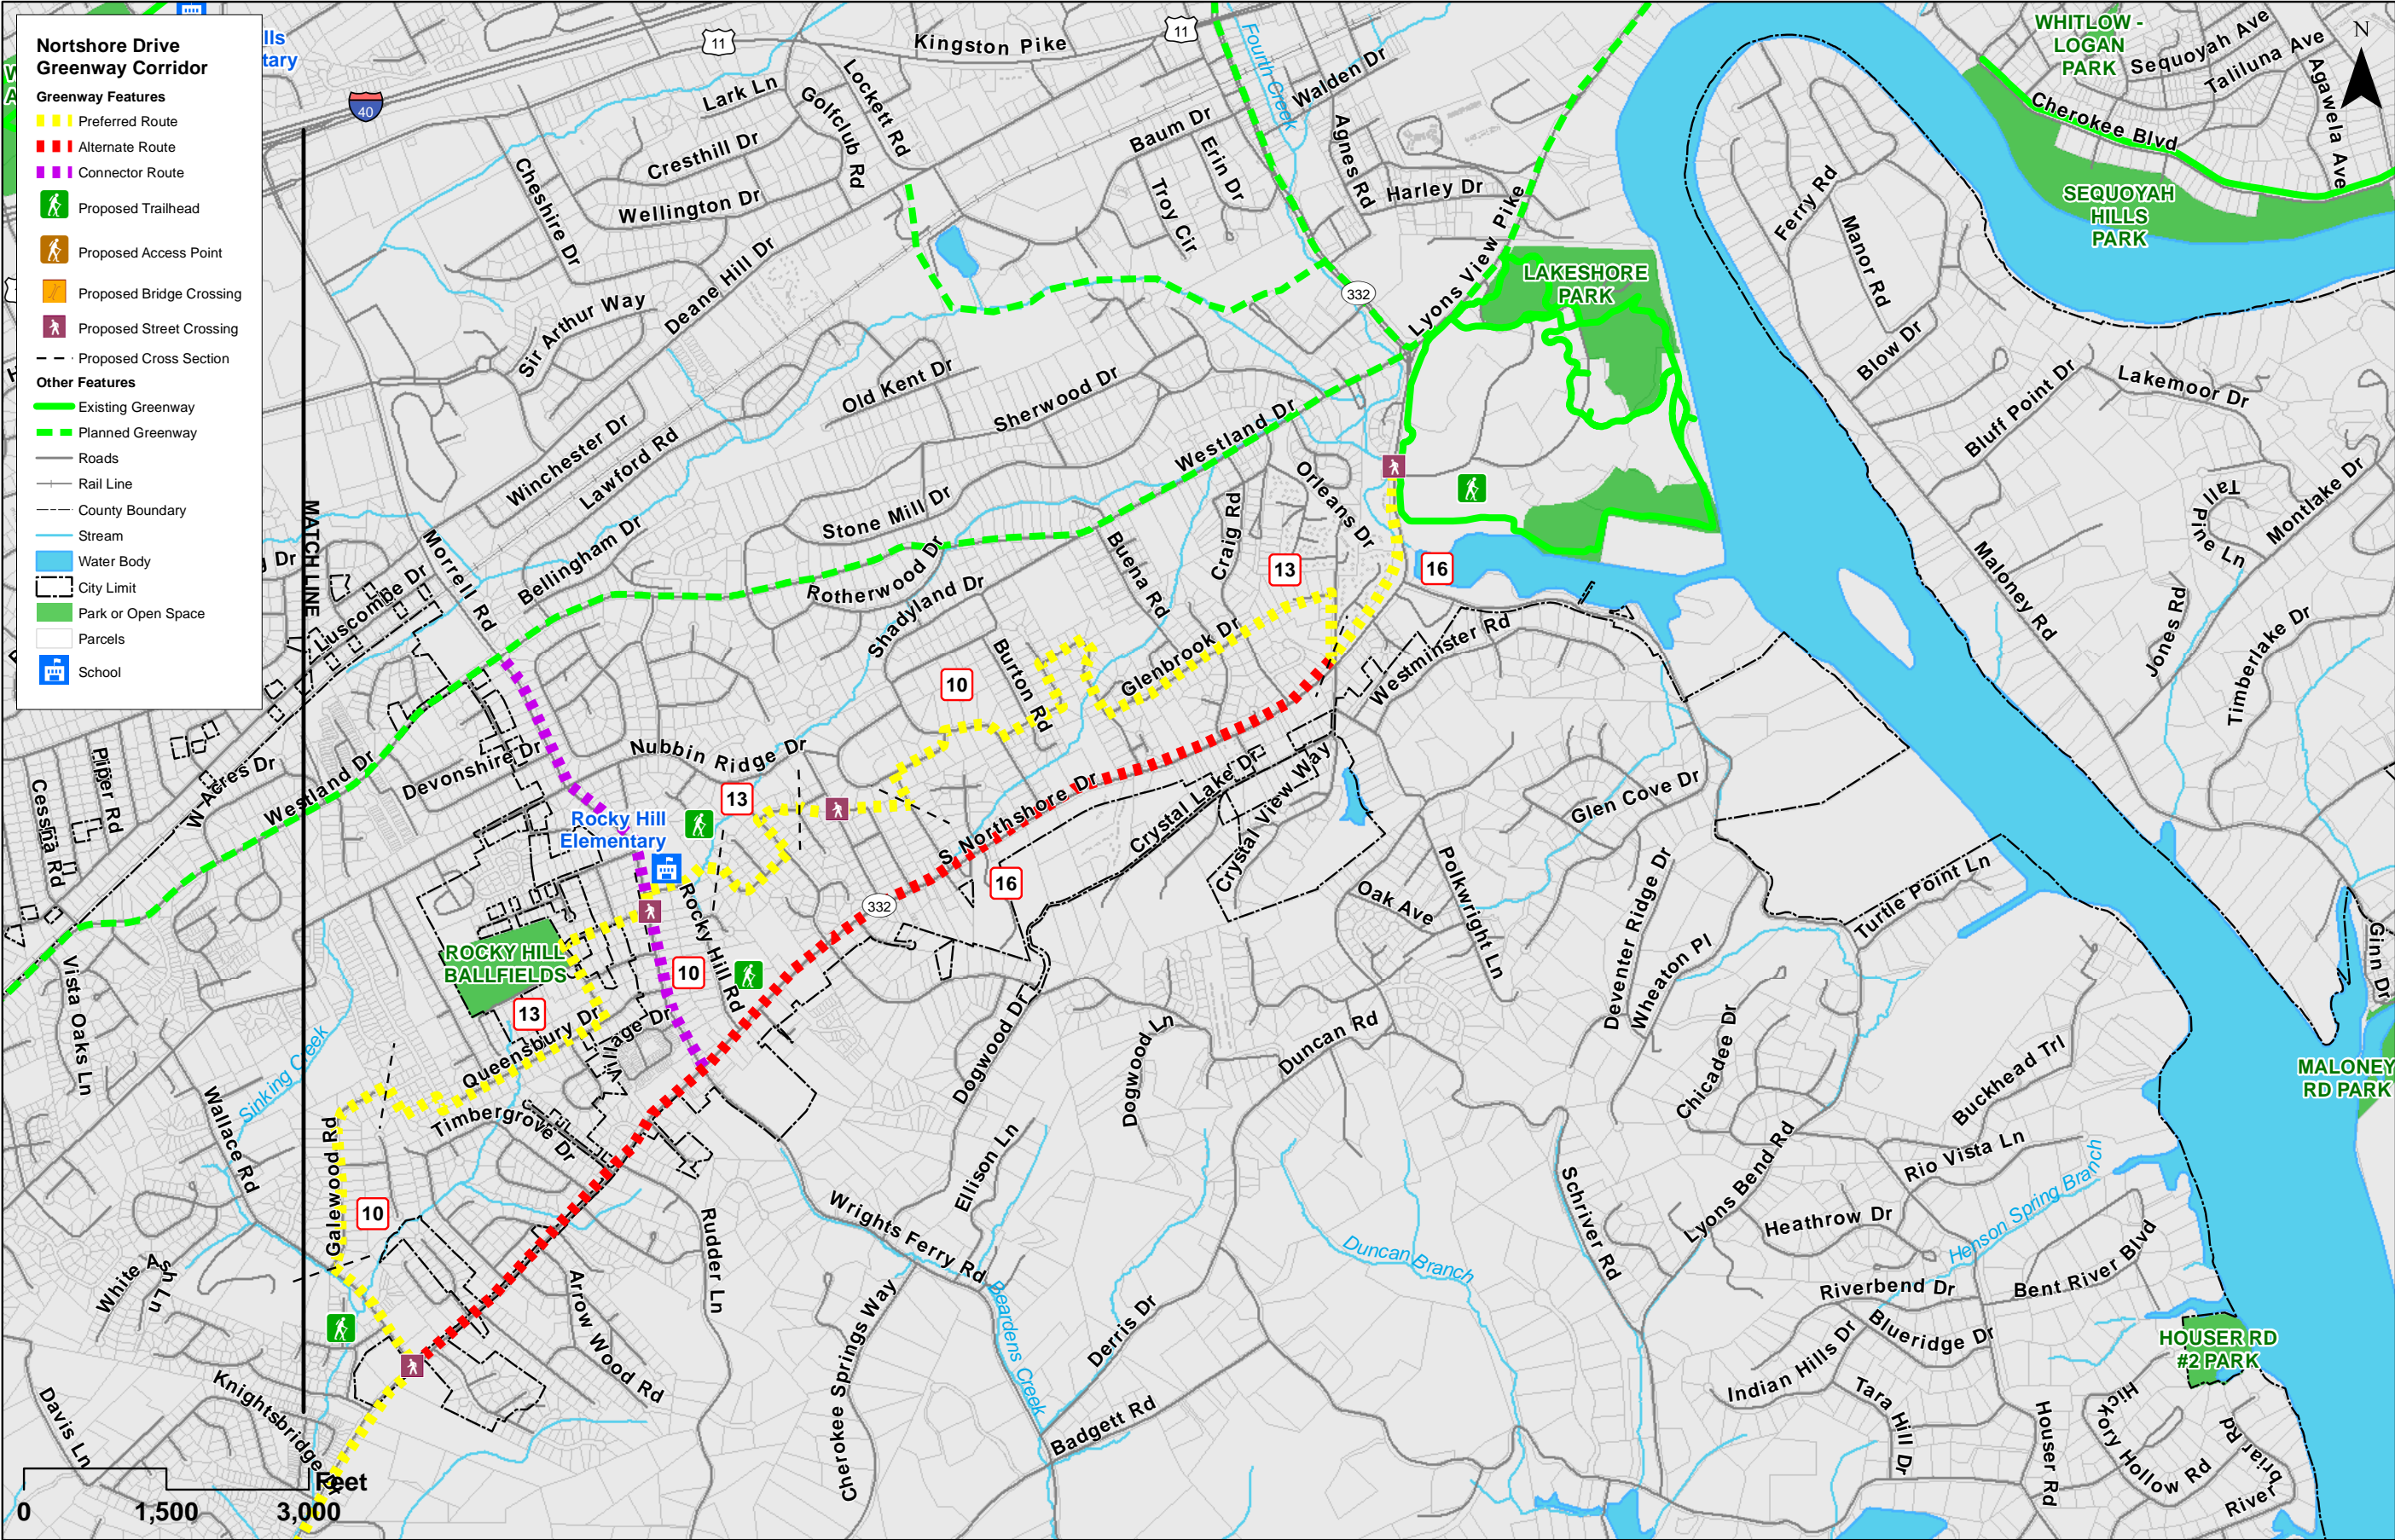 Nortshore Drive
Greenway Corridor
Greenway Features
Preferred Route
Alternate Route
Connector Route
Proposed Trailhead
Proposed Access Point
Proposed Bridge Crossing
Proposed Street Crossing
Proposed Cross Section
Other Features
Existing Greenway
Planned Greenway
Roads
Rail Line
County Boundary
Stream
Water Body
City Limit
Park or Open Space
Parcels
School
11
Kingston Pike
11
40
Lark Ln
Lockett Rd
Golfclub Rd
Cresthill Dr
Wellington Dr
Cheshire Dr
Deane Hill Dr
Sir Arthur Way
Fourth Creek
Walden Dr
Baum Dr
Erin Dr
Troy Cir
Agnes Rd
Harley Dr
Lyons View Pike
332
LAKESHORE
PARK
WHITLOW -
LOGAN
PARK
Sequoyah Ave
Taliluna Ave
Agawela Ave
N
Cherokee Blvd
SEQUOYAH
HILLS
PARK
Ferry Rd
Manor Rd
Blow Dr
Bluff Point Dr
Lakemoor Dr
Tall Pine Ln
Montlake Dr
Maloney Rd
Jones Rd
Timberlake Dr
Old Kent Dr
Sherwood Dr
Westland Dr
Winchester Dr
Lawford Rd
Stone Mill Dr
Bellingham Dr
Morrell Rd
Luscombe Dr
MATCH LINE
Rotherwood Dr
Shadyland Dr
Buena Rd
Craig Rd
Orleans Dr
13
16
Westminster Rd
Glenbrook Dr
Burton Rd
10
Nubbin Ridge Dr
Devonshire Dr
Westland Dr
W Acres Dr
Piper Rd
Cessna Rd
13
Rocky Hill
Elementary
S Northshore Dr
Crystal Lake Dr
Crystal View Way
16
332
Glen Cove Dr
Polkwright Ln
Oak Ave
Deventer Ridge Dr
Wheaton Pl
Turtle Point Ln
Ginn Dr
ROCKY HILL
BALLFIELDS
Rocky Hill Rd
10
13
Queensbury Dr
Village Dr
Vista Oaks Ln
Sinking Creek
Wallace Rd
Timbergrove Dr
Galewood Rd
10
Dogwood Dr
Dogwood Ln
Duncan Rd
Chicadee Dr
Buckhead Trl
MALONEY
RD PARK
Rio Vista Ln
Lyons Bend Rd
Heathrow Dr
Henson Spring Branch
Schriver Rd
Ellison Ln
Wrights Ferry Rd
Rudder Ln
Duncan Branch
Riverbend Dr
Bent River Blvd
Blueridge Dr
Indian Hills Dr
HOUSER RD
#2 PARK
White Ash Ln
Arrow Wood Rd
Cherokee Springs Way
Beardens Creek
Derris Dr
Badgett Rd
Tara Hill Dr
Houser Rd
Hickory Hollow Rd
Davis Ln
Knightsbridge
Feet
0
1,500
3,000